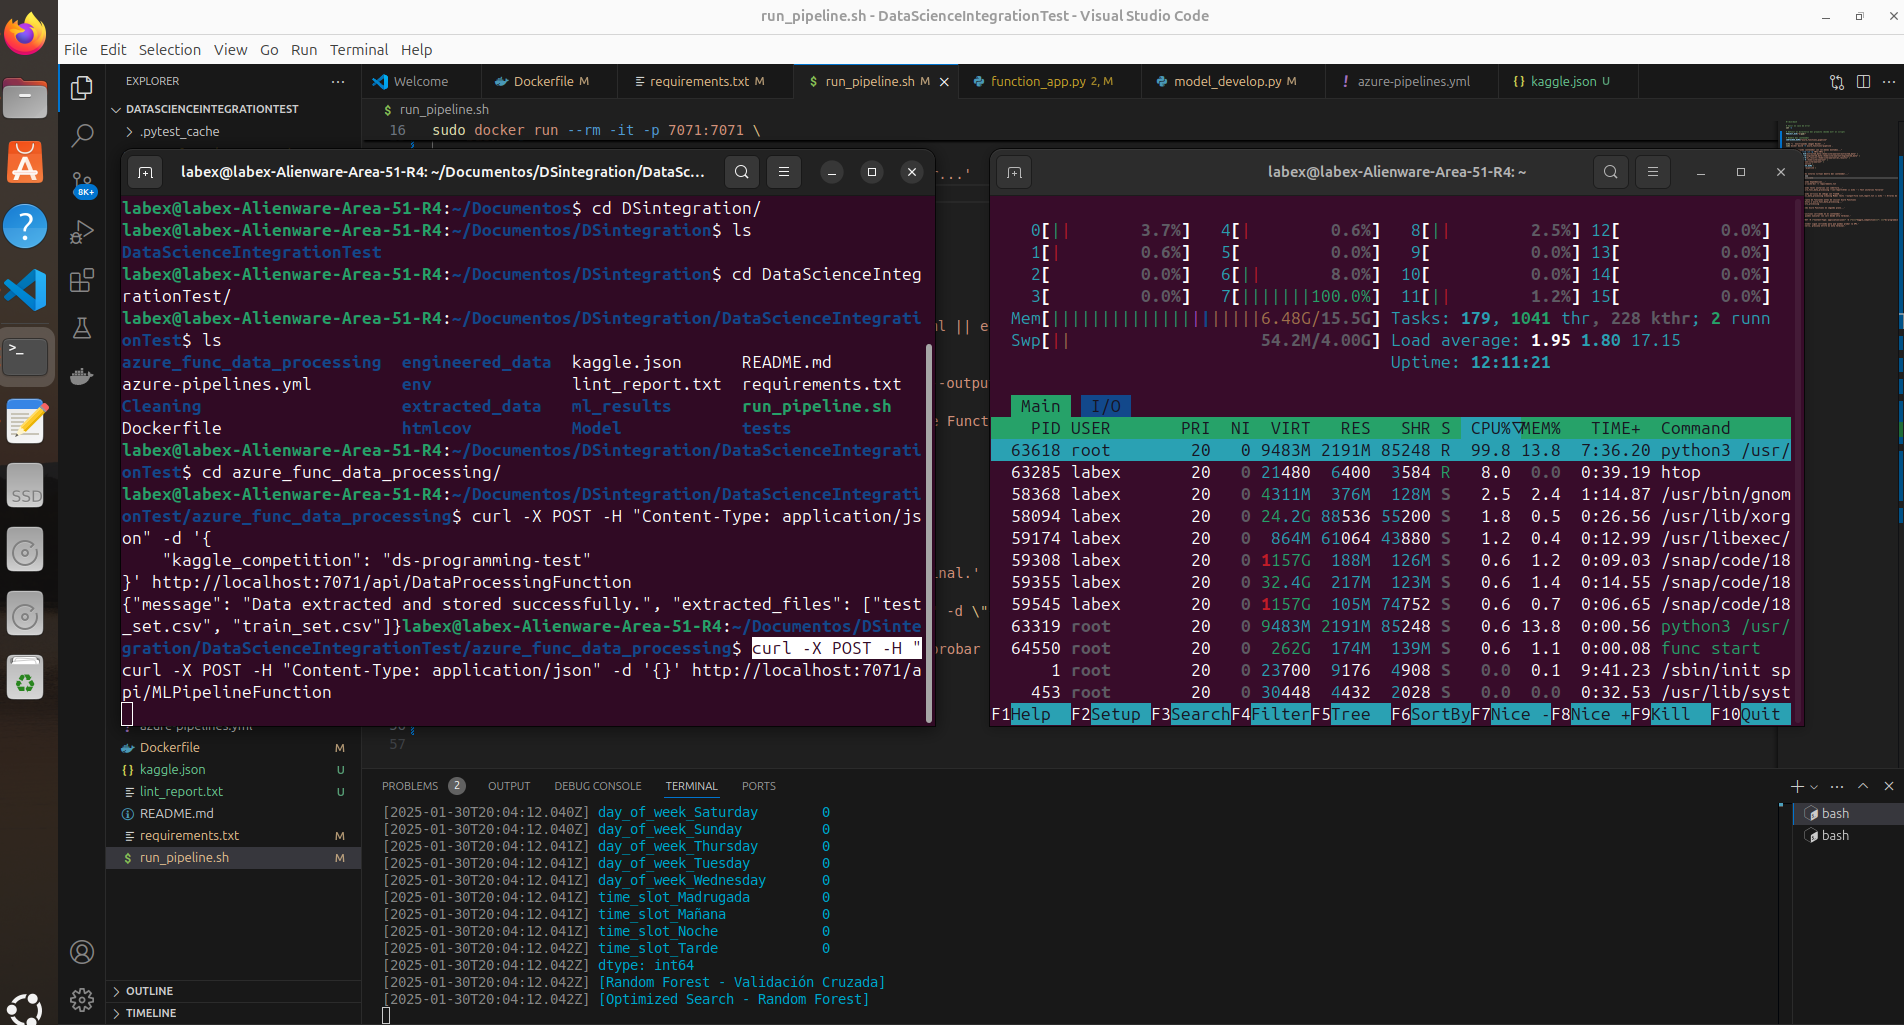 run_pipeline.sh - DataScienceIntegrationTest - Visual Studio Code
File Edit Selection View Go Run Terminal Help
EXPLORER
Welcome
Dockerfile M
requirements.txt M
run_pipeline.sh M
function_app.py 2, M
model_develop.py M
azure-pipelines.yml
kaggle.json U
DATASCIENCEINTEGRATIONTEST
.pytest_cache
8K+
$ run_pipeline.sh
16 sudo docker run --rm -it -p 7071:7071 \
labex@labex-Alienware-Area-51-R4: ~/Documentos/DSintegration/DataSc...
labex@labex-Alienware-Area-51-R4:~/Documentos$ cd DSintegration/
labex@labex-Alienware-Area-51-R4:~/Documentos/DSintegration$ ls
DataScienceIntegrationTest
labex@labex-Alienware-Area-51-R4:~/Documentos/DSintegration$ cd DataScienceInteg
rationTest/
labex@labex-Alienware-Area-51-R4:~/Documentos/DSintegration/DataScienceIntegrati
onTest$ ls
azure_func_data_processing engineered_data kaggle.json README.md
azure-pipelines.yml env lint_report.txt requirements.txt
Cleaning extracted_data ml_results run_pipeline.sh
Dockerfile htmlcov Model tests
labex@labex-Alienware-Area-51-R4:~/Documentos/DSintegration/DataScienceIntegrati
onTest$ cd azure_func_data_processing/
labex@labex-Alienware-Area-51-R4:~/Documentos/DSintegration/DataScienceIntegrati
onTest/azure_func_data_processing$ curl -X POST -H "Content-Type: application/js
on" -d '{
"kaggle_competition": "ds-programming-test"
}' http://localhost:7071/api/DataProcessingFunction
{"message": "Data extracted and stored successfully.", "extracted_files": ["test
_set.csv", "train_set.csv"]}labex@labex-Alienware-Area-51-R4:~/Documentos/DSinte
gration/DataScienceIntegrationTest/azure_func_data_processing$ curl -X POST -H "
curl -X POST -H "Content-Type: application/json" -d '{}' http://localhost:7071/a
pi/MLPipelineFunction
r...'
l || e
-outpu
Funct
nal.'
-d \"
probar
labex@labex-Alienware-Area-51-R4: ~
0[|| 3.7%] 4[| 0.6%] 8[|| 2.5%] 12[ 0.0%]
1[| 0.6%] 5[ 0.0%] 9[ 0.0%] 13[ 0.0%]
2[ 0.0%] 6[|| 8.0%] 10[ 0.0%] 14[ 0.0%]
3[ 0.0%] 7[|||||||100.0%] 11[|| 1.2%] 15[ 0.0%]
Mem[|||||||||||||||||||||6.48G/15.5G] Tasks: 179, 1041 thr, 228 kthr; 2 runn
Swp[|| 54.2M/4.00G] Load average: 1.95 1.80 17.15
Uptime: 12:11:21
Main I/O
PID USER PRI NI VIRT RES SHR S CPU%▽MEM% TIME+ Command
63618 root 20 0 9483M 2191M 85248 R 99.8 13.8 7:36.20 python3 /usr/
63285 labex 20 0 21480 6400 3584 R 8.0 0.0 0:39.19 htop
58368 labex 20 0 4311M 376M 128M S 2.5 2.4 1:14.87 /usr/bin/gnom
58094 labex 20 0 24.2G 88536 55200 S 1.8 0.5 0:26.56 /usr/lib/xorg
59174 labex 20 0 864M 61064 43880 S 1.2 0.4 0:12.99 /usr/libexec/
59308 labex 20 0 1157G 188M 126M S 0.6 1.2 0:09.03 /snap/code/18
59355 labex 20 0 32.4G 217M 123M S 0.6 1.4 0:14.55 /snap/code/18
59545 labex 20 0 1157G 105M 74752 S 0.6 0.7 0:06.65 /snap/code/18
63319 root 20 0 9483M 2191M 85248 S 0.6 13.8 0:00.56 python3 /usr/
64550 root 20 0 262G 174M 139M S 0.6 1.1 0:00.08 func start
1 root 20 0 23700 9176 4908 S 0.0 0.1 9:41.23 /sbin/init sp
453 root 20 0 30448 4432 2028 S 0.0 0.0 0:32.53 /usr/lib/syst
F1Help F2Setup F3SearchF4FilterF5Tree F6SortByF7Nice -F8Nice +F9Kill F10Quit
azure-pipelines.yml
Dockerfile M
kaggle.json U
lint_report.txt U
README.md
requirements.txt M
$ run_pipeline.sh M
OUTLINE
TIMELINE
57
PROBLEMS 2 OUTPUT DEBUG CONSOLE TERMINAL PORTS
[2025-01-30T20:04:12.040Z] day_of_week_Saturday 0
[2025-01-30T20:04:12.040Z] day_of_week_Sunday 0
[2025-01-30T20:04:12.041Z] day_of_week_Thursday 0
[2025-01-30T20:04:12.041Z] day_of_week_Tuesday 0
[2025-01-30T20:04:12.041Z] day_of_week_Wednesday 0
[2025-01-30T20:04:12.041Z] time_slot_Madrugada 0
[2025-01-30T20:04:12.041Z] time_slot_Mañana 0
[2025-01-30T20:04:12.041Z] time_slot_Noche 0
[2025-01-30T20:04:12.042Z] time_slot_Tarde 0
[2025-01-30T20:04:12.042Z] dtype: int64
[2025-01-30T20:04:12.042Z] [Random Forest - Validación Cruzada]
[2025-01-30T20:04:12.042Z] [Optimized Search - Random Forest]
bash
bash
SSD